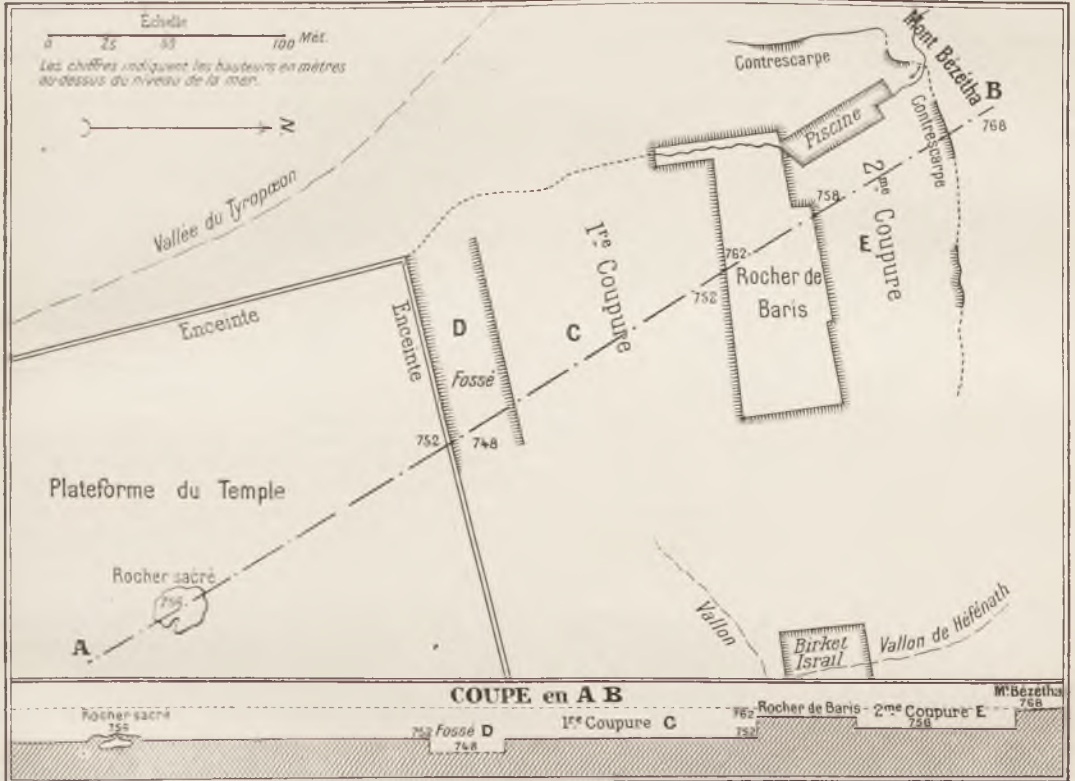 Échelle
0 25 50 100 Mèt.
Les chiffres indiquent les hauteurs en mètres
au-dessus du niveau de la mer.
N
Vallée du Tyropœon
Contrescarpe
Mont Bézétha
B
768
Piscine
Contrescarpe
2me Coupure
E
758
1re Coupure
762
752
Rocher de
Baris
Enceinte
Enceinte
D
Fossé
C
752
748
Plateforme du Temple
Rocher sacré
756
A
Vallon
Birket
Israïl
Vallon de Héfénath
COUPE en A B
Rocher sacré
756
752 Fossé D
748
1re Coupure C
762
752
Rocher de Baris - 2me Coupure E
756
Mt Bézétha
768